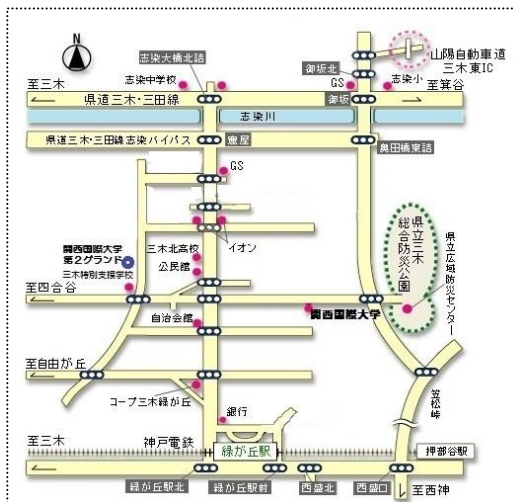 N
山陽自動車道
三木東IC
志染大橋北詰
御坂北
至三木
志染中学校
GS
志染小
至箕谷
県道三木・三田線
御坂
志染川
県道三木・三田線 志染バイパス
窟屋
奥田橋東詰
GS
イオン
三木北高校
公民館
関西国際大学
第2グランド
三木特別支援学校
県立三木
総合防災公園
県立広域防災センター
至四合谷
自治会館
関西国際大学
至自由が丘
コープ三木緑が丘
笠松峠
銀行
至三木
神戸電鉄
緑が丘駅
押部谷駅
緑が丘駅北
緑が丘駅前
西盛北
西盛口
至西神